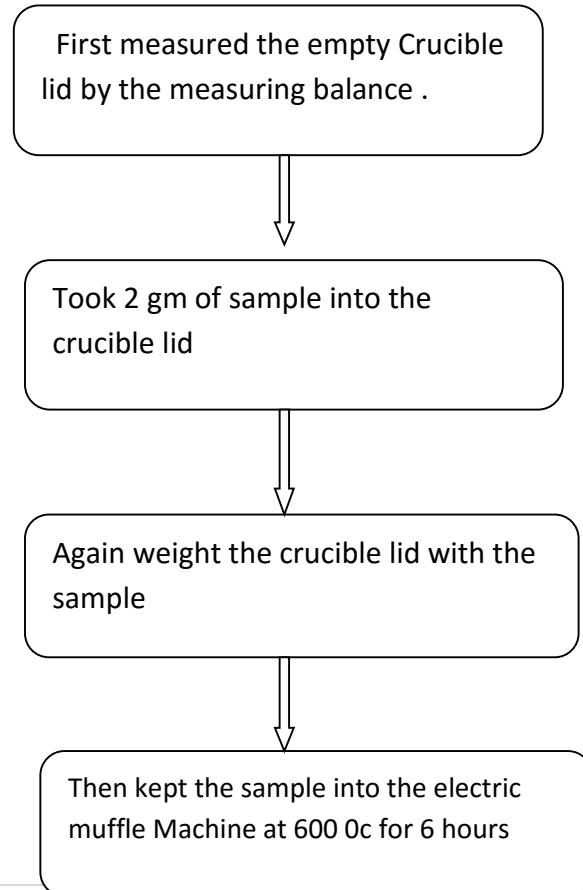 First measured the empty Crucible
lid by the measuring balance .
Took 2 gm of sample into the
crucible lid
Again weight the crucible lid with the
sample
Then kept the sample into the electric
muffle Machine at 600 0c for 6 hours